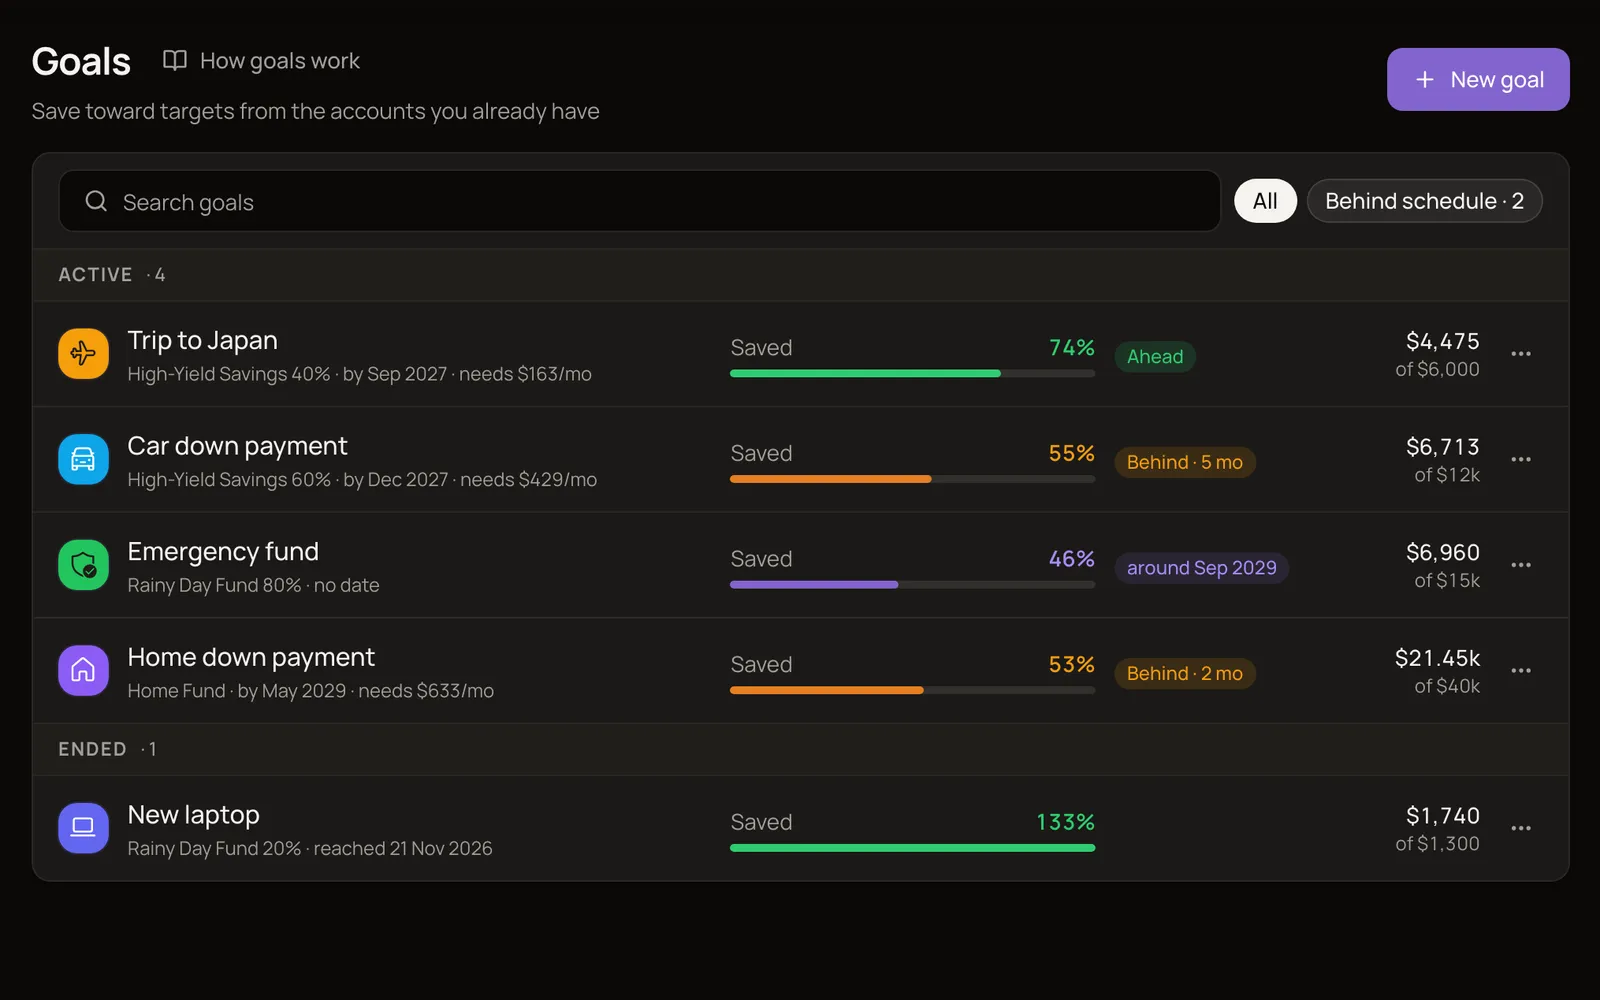 Goals
How goals work
Save toward targets from the accounts you already have
+ New goal
Search goals
All
Behind schedule · 2
ACTIVE · 4
Trip to Japan
High-Yield Savings 40% · by Sep 2027 · needs $163/mo
Saved
74%
Ahead
$4,475
of $6,000
Car down payment
High-Yield Savings 60% · by Dec 2027 · needs $429/mo
Saved
55%
Behind · 5 mo
$6,713
of $12k
Emergency fund
Rainy Day Fund 80% · no date
Saved
46%
around Sep 2029
$6,960
of $15k
Home down payment
Home Fund · by May 2029 · needs $633/mo
Saved
53%
Behind · 2 mo
$21.45k
of $40k
ENDED · 1
New laptop
Rainy Day Fund 20% · reached 21 Nov 2026
Saved
133%
$1,740
of $1,300